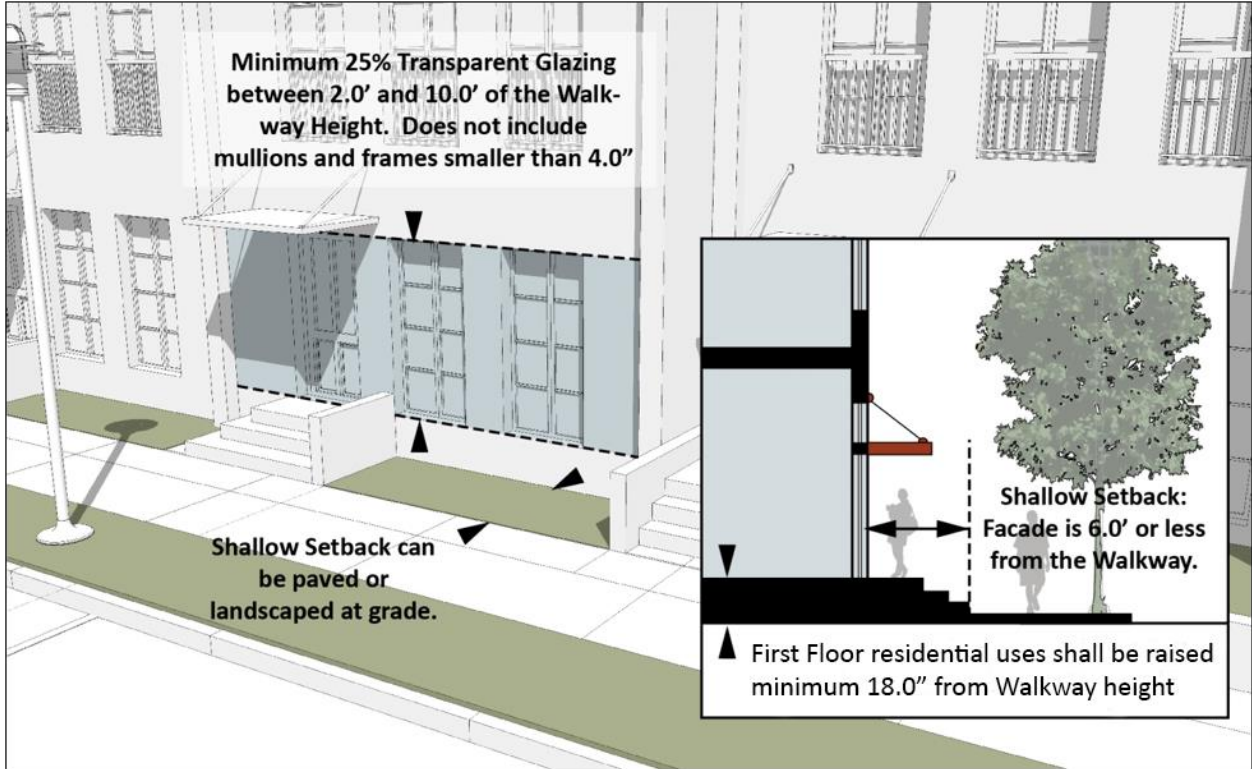 Minimum 25% Transparent Glazing
between 2.0’ and 10.0’ of the Walk-
way Height.  Does not include
mullions and frames smaller than 4.0”
Shallow Setback can
be paved or
landscaped at grade.
Shallow Setback:
Facade is 6.0’ or less
from the Walkway.
First Floor residential uses shall be raised
minimum 18.0” from Walkway height